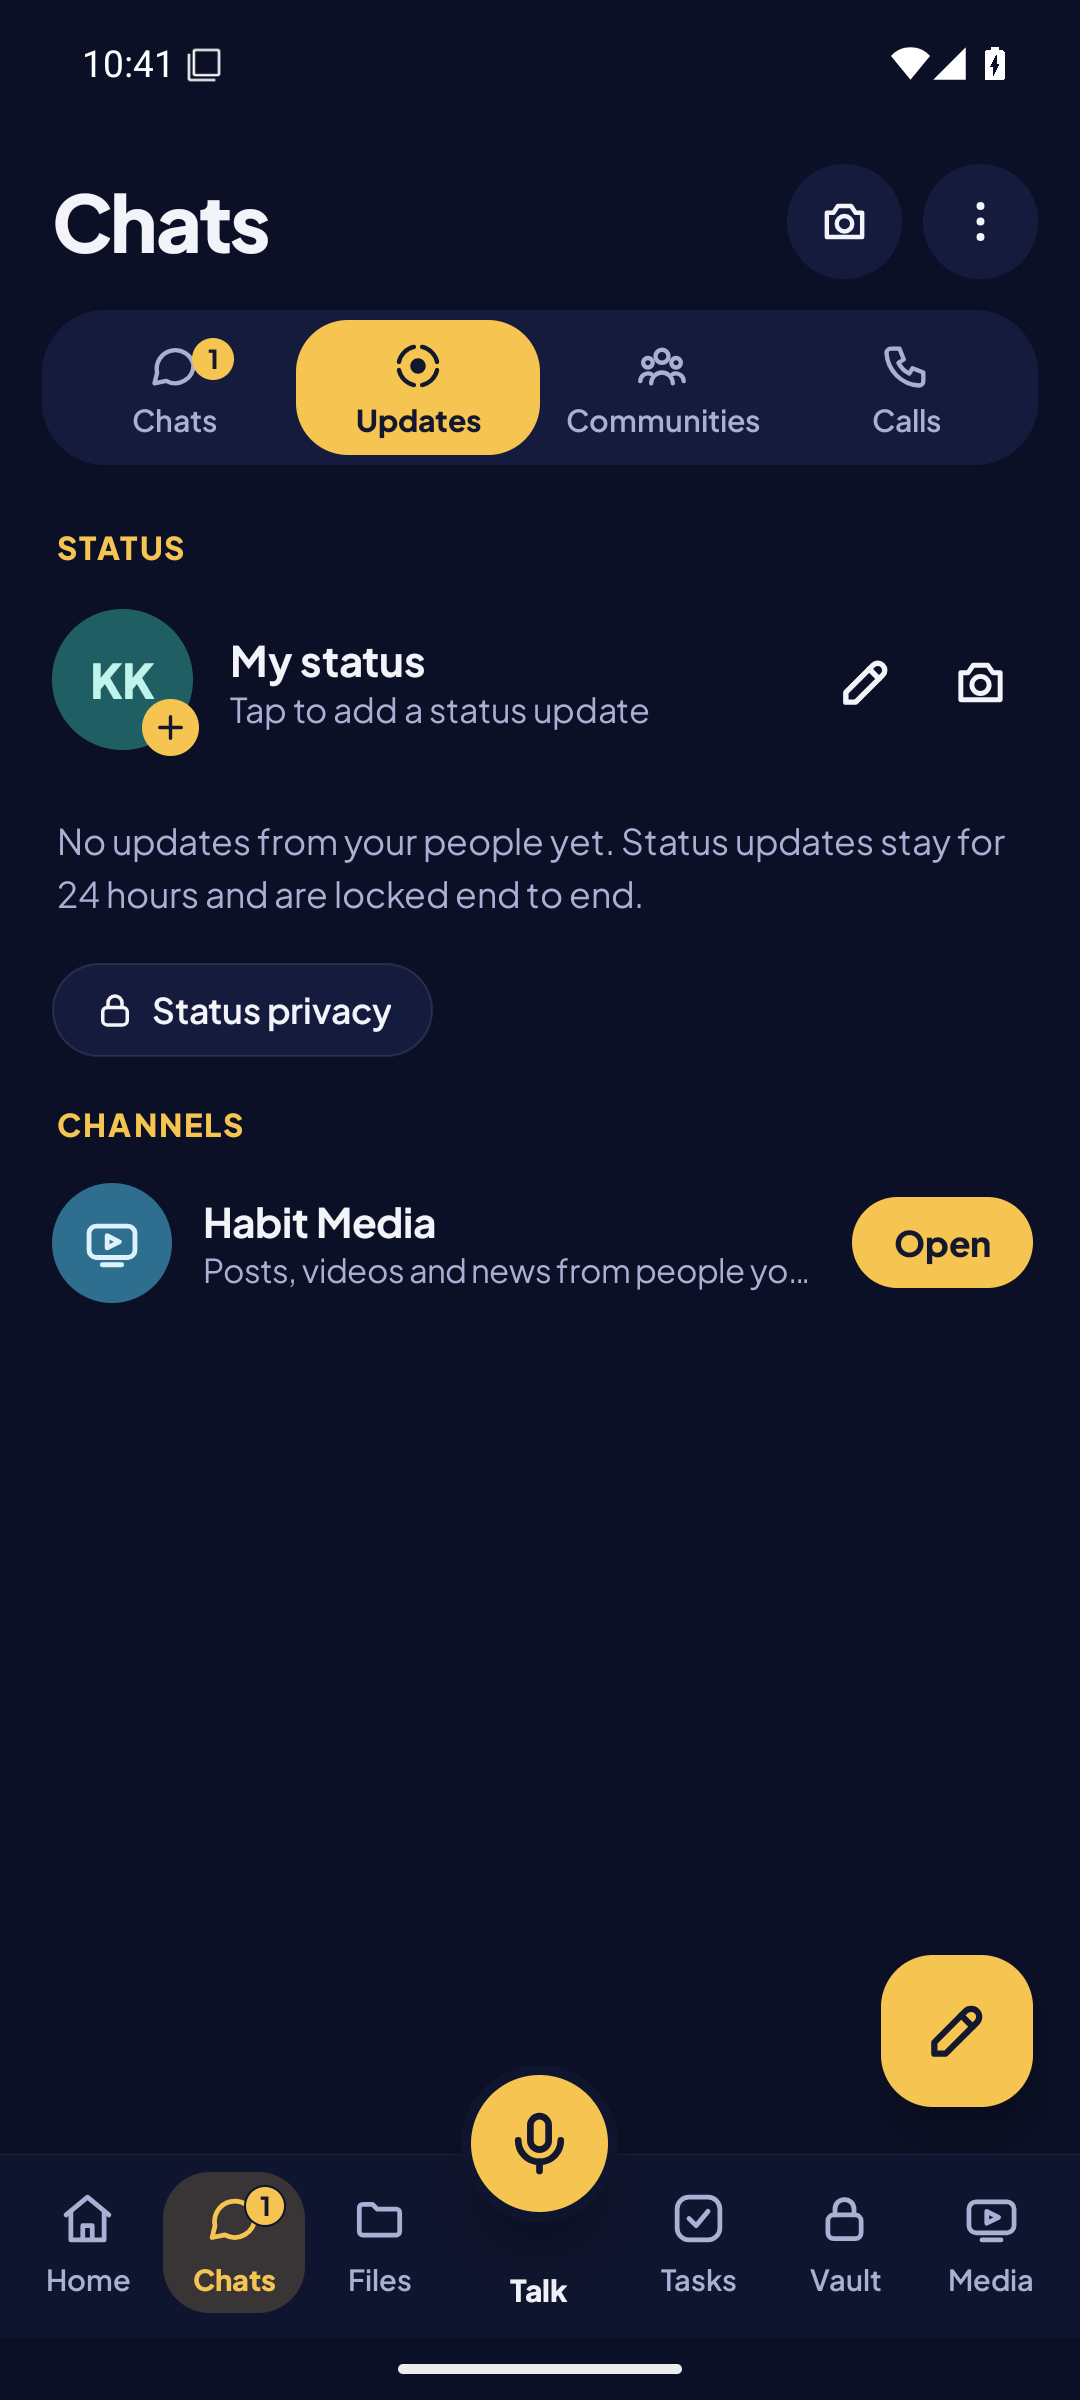 10:41
Chats
1
Chats
Updates
Communities
Calls
STATUS
KK
My status
Tap to add a status update
No updates from your people yet. Status updates stay for
24 hours and are locked end to end.
Status privacy
CHANNELS
Habit Media
Posts, videos and news from people yo...
Open
1
Home
Chats
Files
Talk
Tasks
Vault
Media